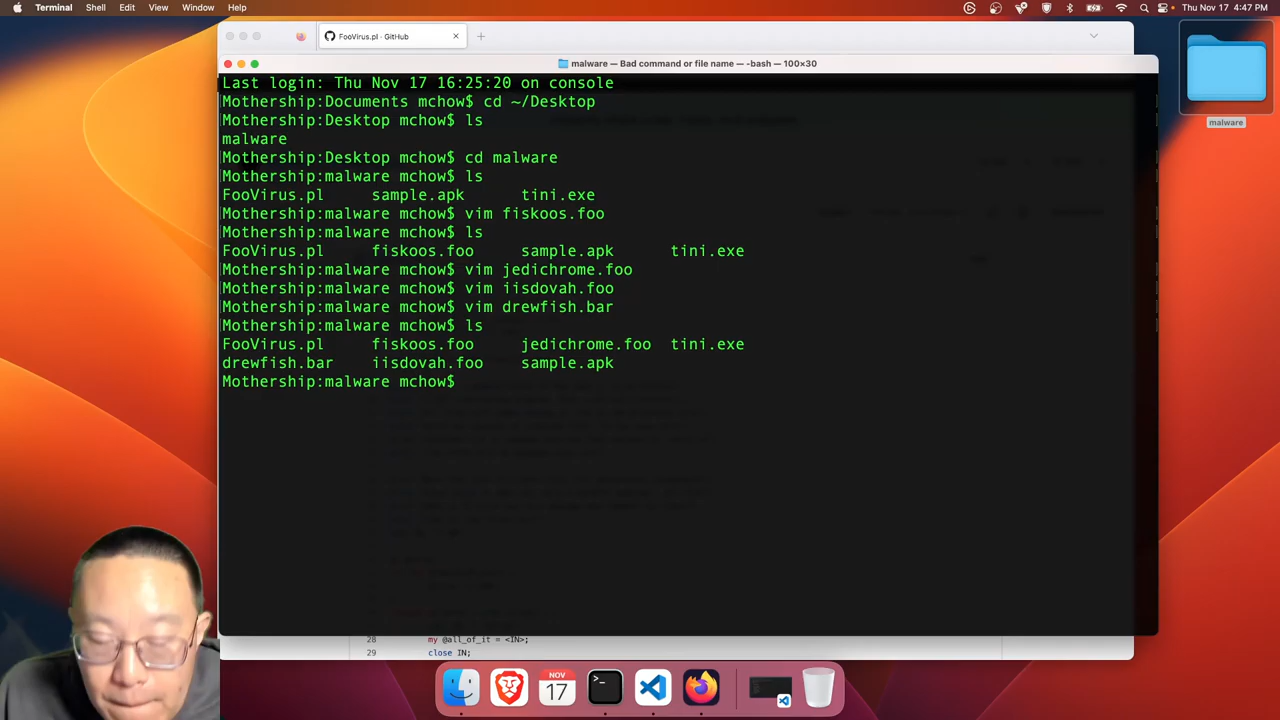 Terminal Shell Edit View Window Help Thu Nov 17 4:47 PM
FooVirus.pl · GitHub
malware — Bad command or file name — -bash — 100×30
malware
Last login: Thu Nov 17 16:25:20 on console
Mothership:Documents mchow$ cd ~/Desktop
Mothership:Desktop mchow$ ls
malware
Mothership:Desktop mchow$ cd malware
Mothership:malware mchow$ ls
FooVirus.pl sample.apk tini.exe
Mothership:malware mchow$ vim fiskoos.foo
Mothership:malware mchow$ ls
FooVirus.pl fiskoos.foo sample.apk tini.exe
Mothership:malware mchow$ vim jedichrome.foo
Mothership:malware mchow$ vim iisdovah.foo
Mothership:malware mchow$ vim drewfish.bar
Mothership:malware mchow$ ls
FooVirus.pl fiskoos.foo jedichrome.foo tini.exe
drewfish.bar iisdovah.foo sample.apk
Mothership:malware mchow$
28 my @all_of_it = <IN>;
29 close IN;
NOV
17